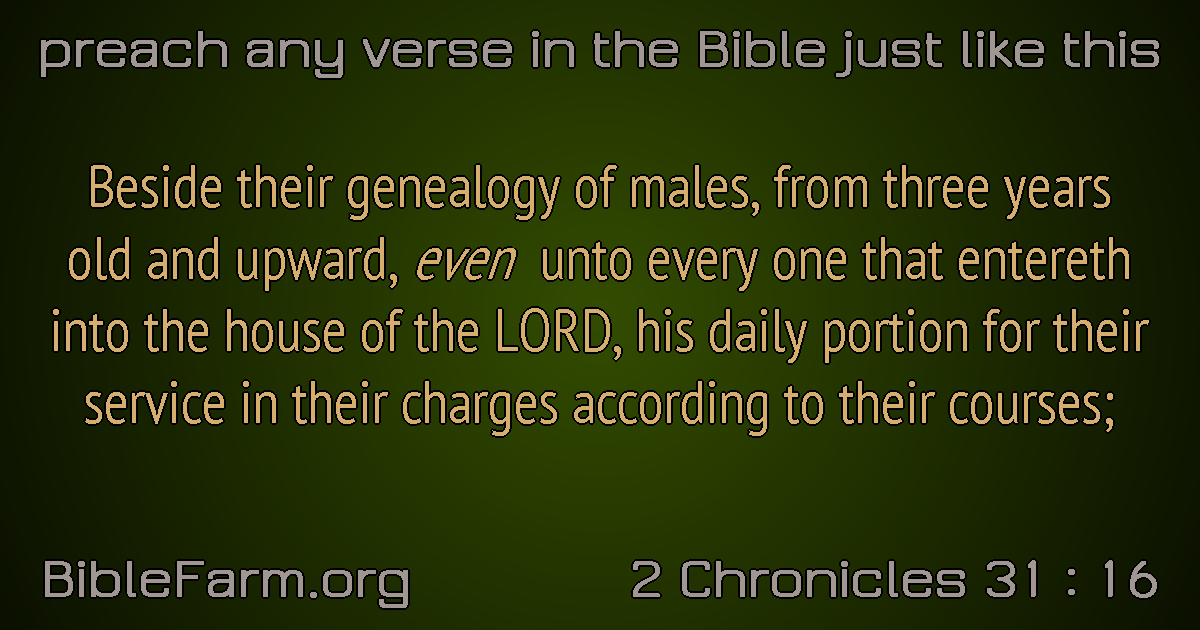 preach any verse in the Bible just like this
Beside their genealogy of males, from three years
old and upward, even unto every one that entereth
into the house of the LORD, his daily portion for their
service in their charges according to their courses;
BibleFarm.org
2 Chronicles 31 : 16